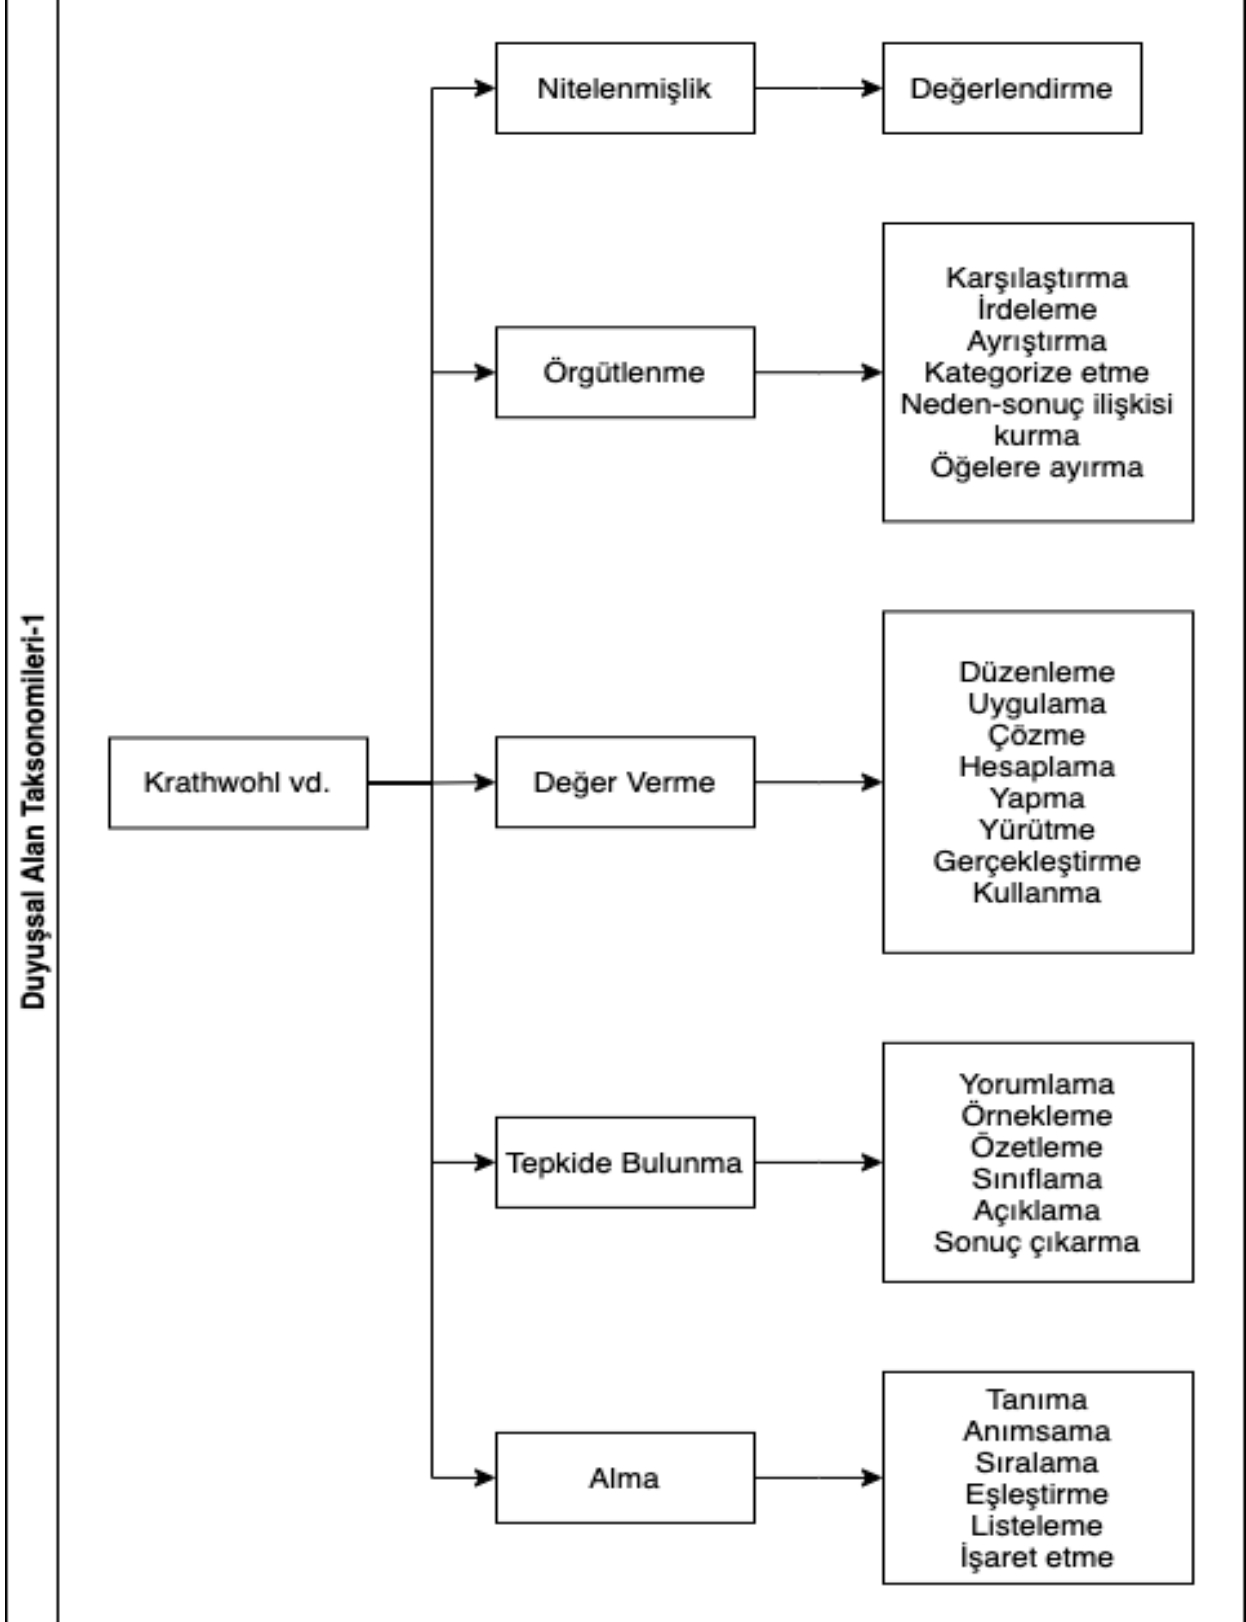 Duyuşsal Alan Taksonomileri-1
Krathwohl vd.
Nitelenmişlik
Değerlendirme
Örgütlenme
Karşılaştırma
İrdeleme
Ayrıştırma
Kategorize etme
Neden-sonuç ilişkisi
kurma
Öğelere ayırma
Değer Verme
Düzenleme
Uygulama
Çözme
Hesaplama
Yapma
Yürütme
Gerçekleştirme
Kullanma
Tepkide Bulunma
Yorumlama
Örnekleme
Özetleme
Sınıflama
Açıklama
Sonuç çıkarma
Alma
Tanıma
Anımsama
Sıralama
Eşleştirme
Listeleme
İşaret etme